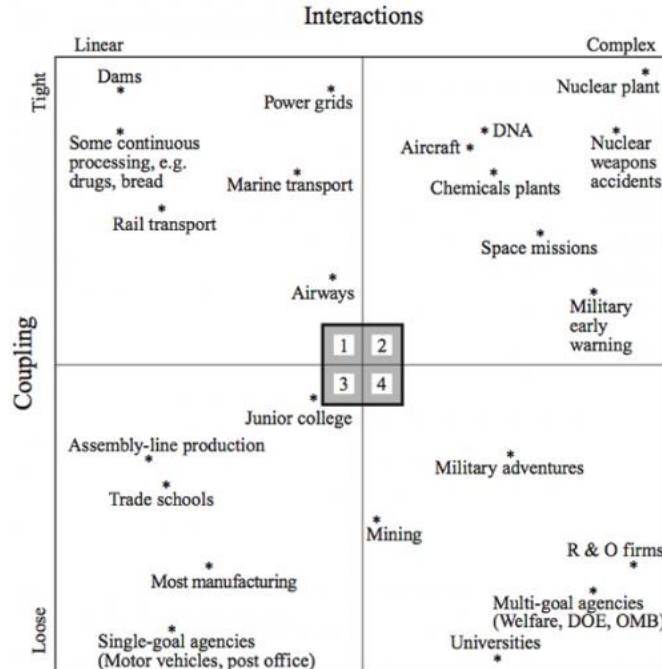 Interactions
Linear
Complex
Tight
Coupling
Loose
Dams
Power grids
Nuclear plant
Some continuous
processing, e.g.
drugs, bread
Marine transport
Rail transport
Airways
DNA
Aircraft
Chemicals plants
Nuclear
weapons
accidents
Space missions
Military
early
warning
1
2
3
4
Junior college
Assembly-line production
Trade schools
Most manufacturing
Single-goal agencies
(Motor vehicles, post office)
Military adventures
Mining
R & O firms
Multi-goal agencies
(Welfare, DOE, OMB)
Universities